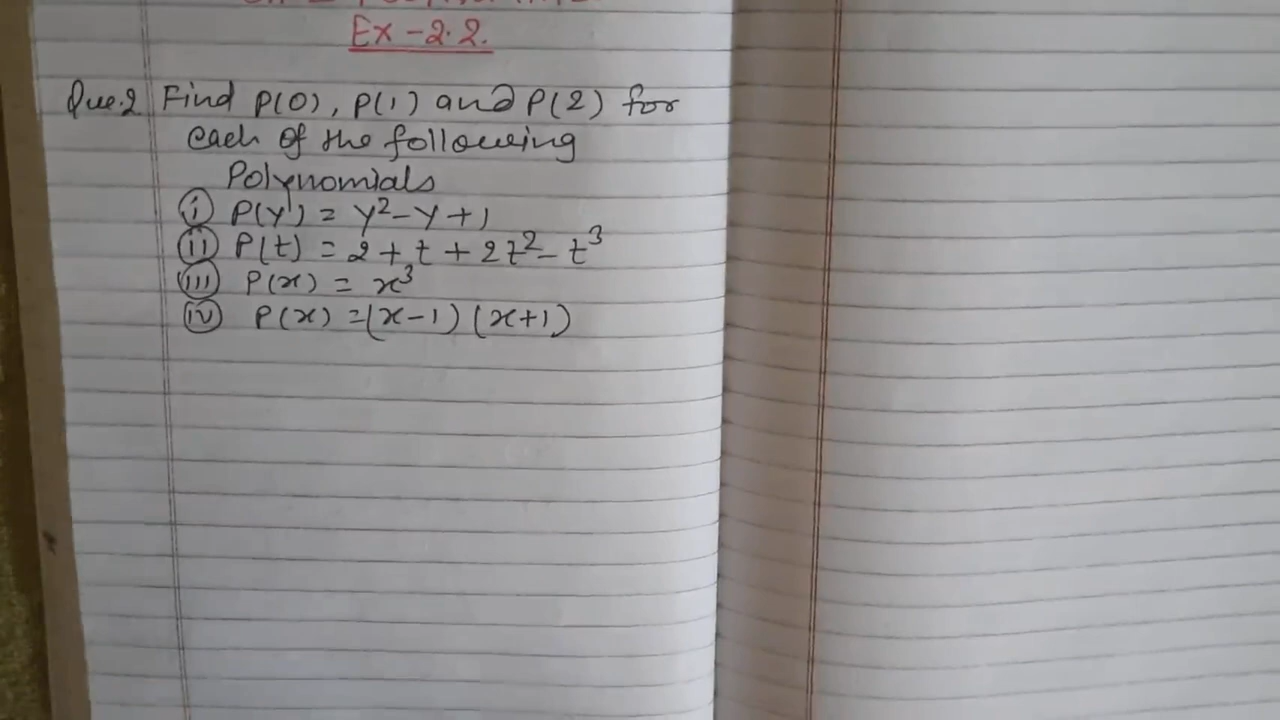 Ex-2.2.
Que.2 Find P(0), P(1) and P(2) for
each of the following
Polynomials
(i) P(y) = y²-y+1
(ii) P(t) = 2+t+2t²-t³
(iii) P(x) = x³
(iv) P(x) =(x-1)(x+1)